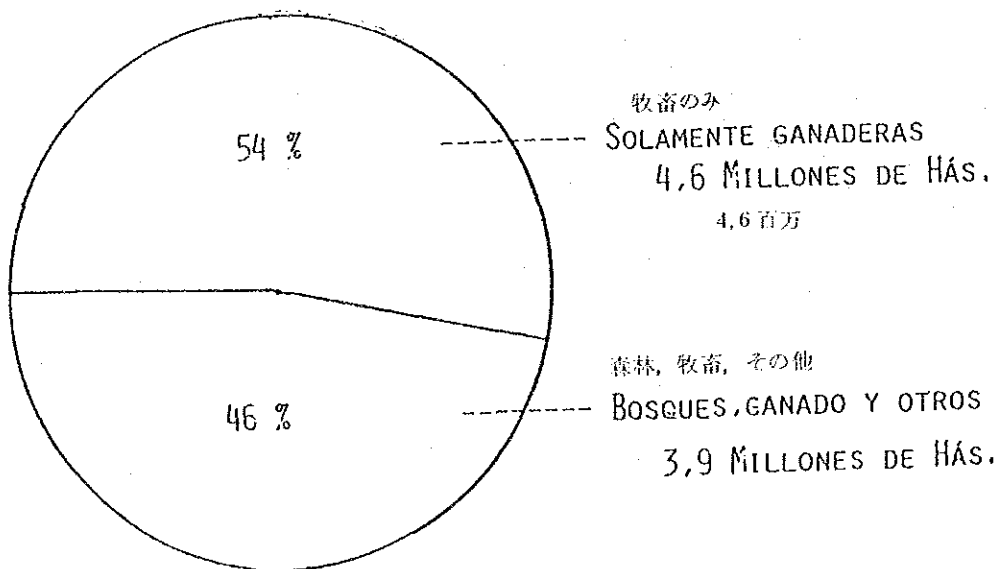 54 %
牧畜のみ
SOLAMENTE GANADERAS
4,6 MILLONES DE HÁS.
4,6 百万
46 %
森林, 牧畜, その他
BOSQUES, GANADO Y OTROS
3,9 MILLONES DE HÁS.